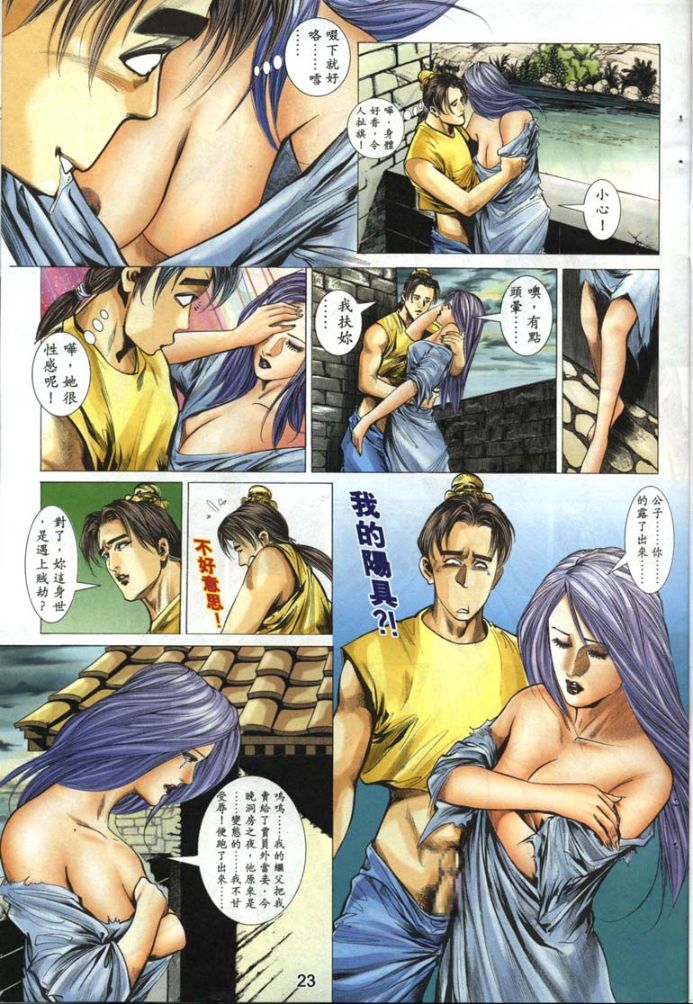 嘩，身體
好香，令
人扯旗！
小心！
啜下就好
咯……雪
…
噢，有點
頭暈……
我扶妳
嘩，她很
性感呢！
公子……你
的露了出來……
我的陽具?!
不好意思！
對了，妳這身世
，是遇上賊劫？
嗚嗚……我的繼父把我
賣給了賈員外當妾，今
晚洞房之夜，他原來是
……變態的……我不甘
受辱！便跑了出來……
23